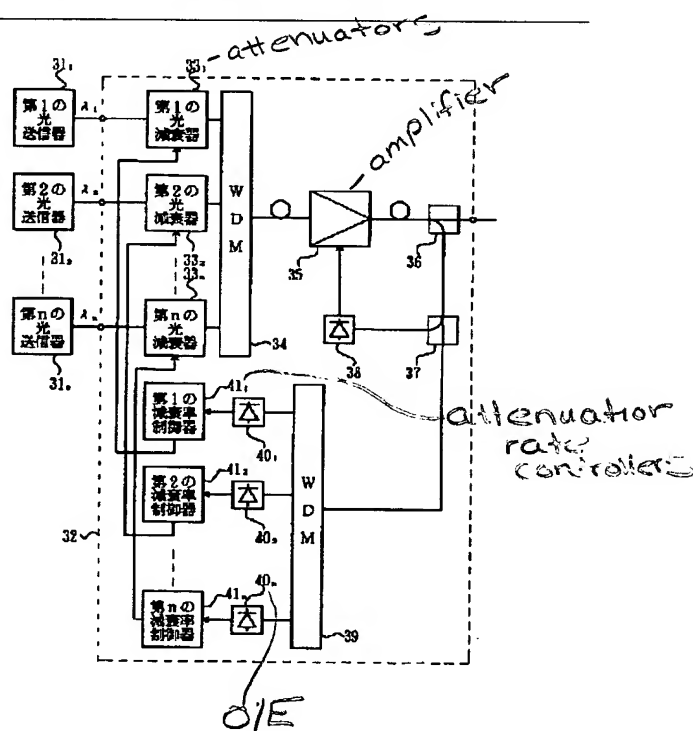 31₁
33₁
attenuators
第1の
光
送信器
λ₁
第1の
光
減衰器
amplifier
第2の
光
送信器
λ₂
第2の
光
減衰器
W
D
M
31₂
33₂
33ₙ
35
36
第nの
光
送信器
λₙ
第nの
光
減衰器
31ₙ
34
38
37
第1の
減衰率
制御器
41₁
40₁
attenuation
rate
controllers
第2の
減衰率
制御器
41₂
40₂
W
D
M
32
第nの
減衰率
制御器
41ₙ
40ₙ
39
O/E